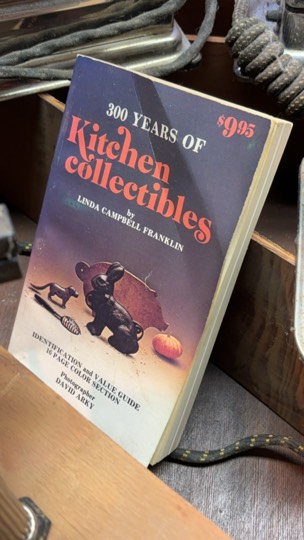 $9.95
300 YEARS OF
Kitchen
collectibles
by
LINDA CAMPBELL FRANKLIN
IDENTIFICATION and VALUE GUIDE
16 PAGE COLOR SECTION
Photographer
DAVID ARKY